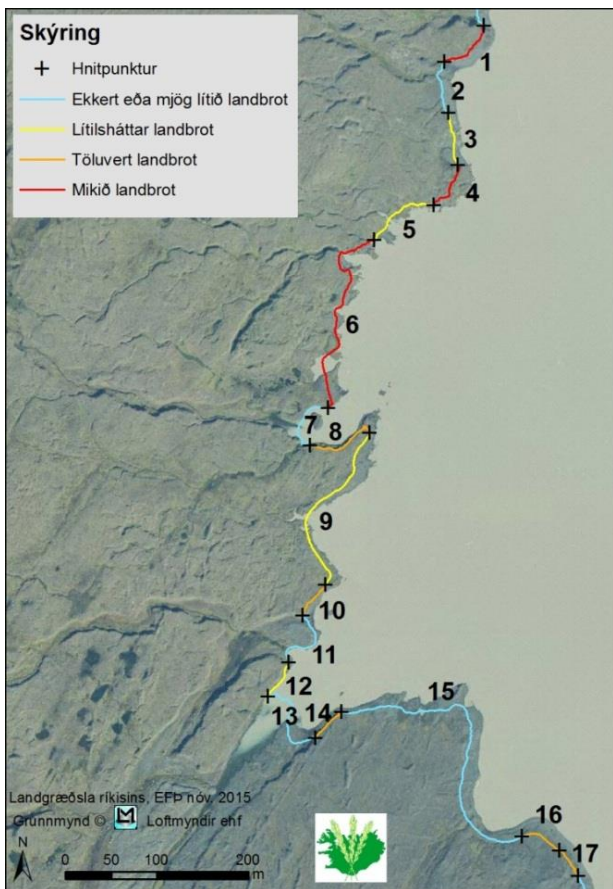 Skýring
Hnitpunktur
Ekkert eða mjög lítið landbrot
Lítilsháttar landbrot
Töluvert landbrot
Mikið landbrot
1
2
3
4
5
6
7
8
9
10
11
12
13
14
15
16
17
Landgræðsla ríkisins, EFÞ nóv. 2015
Grunnmynd © Loftmyndir ehf
N
0 50 100 200
m